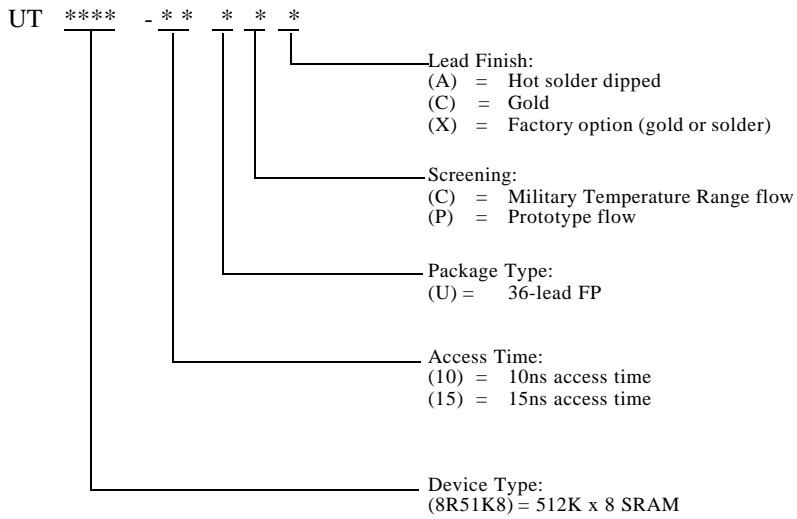 UT **** - * * * * *
Lead Finish:
(A) = Hot solder dipped
(C) = Gold
(X) = Factory option (gold or solder)
Screening:
(C) = Military Temperature Range flow
(P) = Prototype flow
Package Type:
(U) = 36-lead FP
Access Time:
(10) = 10ns access time
(15) = 15ns access time
Device Type:
(8R51K8) = 512K x 8 SRAM